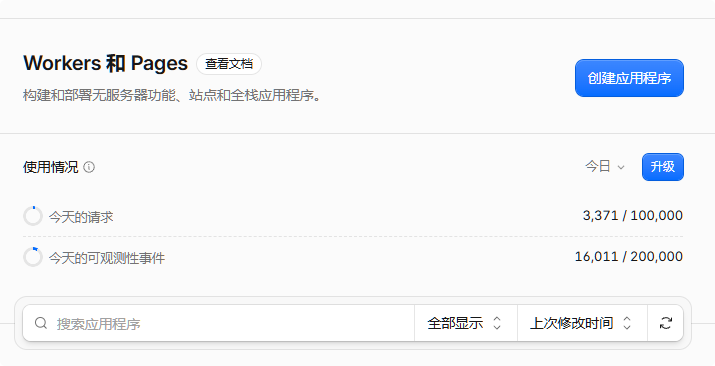 Workers 和 Pages 查看文档
创建应用程序
构建和部署无服务器功能、站点和全栈应用程序。
使用情况 今日 升级
今天的请求 3,371 / 100,000
今天的可观测性事件 16,011 / 200,000
搜索应用程序 全部显示 上次修改时间